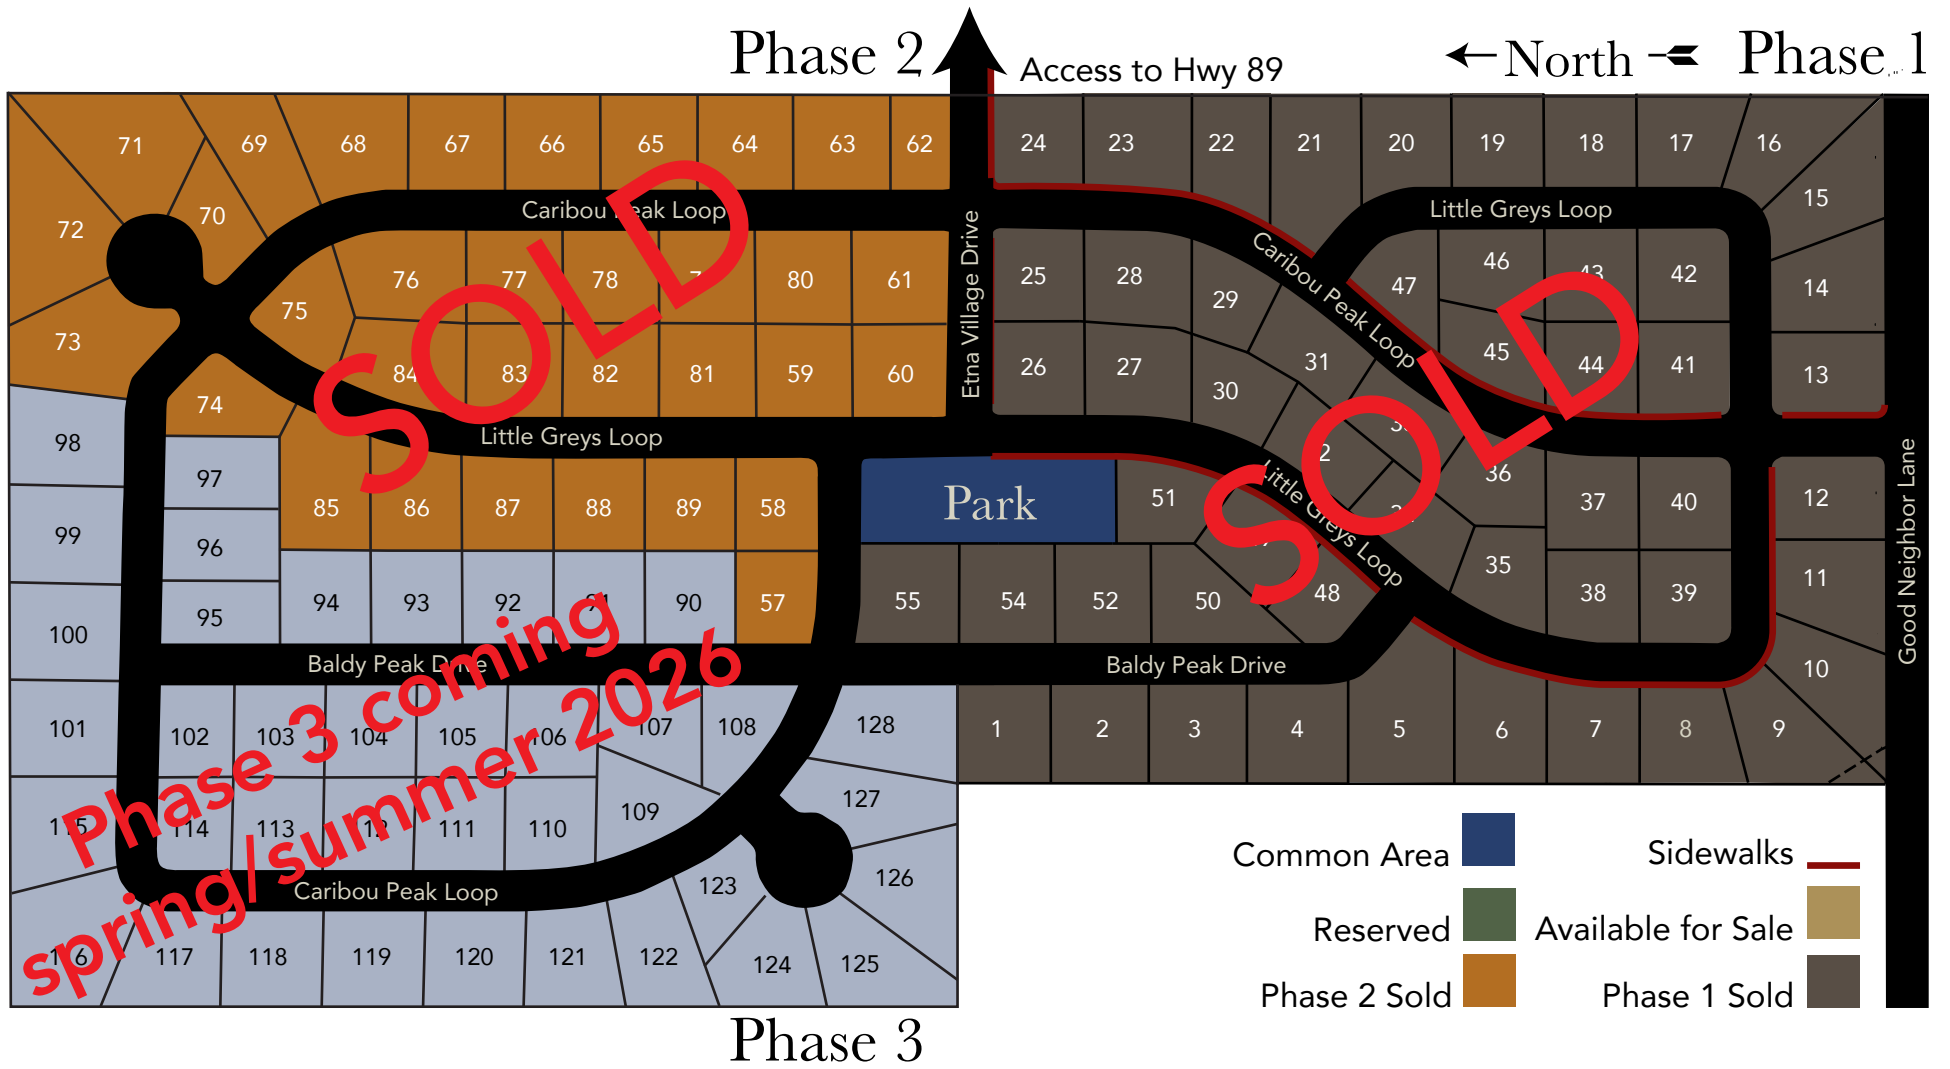 Phase 2
Access to Hwy 89
North
Phase 1
71 69 68 67 66 65 64 63 62
24 23 22 21 20 19 18 17 16
72 70
15
Caribou Peak Loop
Little Greys Loop
Etna Village Drive
Caribou Peak Loop
76 77 78 80 61
25 28 29 47 46 43 42 14
73 75
84 83 82 81 59 60
26 27 30 31 45 44 41 13
74
SOLD
SOLD
Little Greys Loop
Little Greys Loop
Good Neighbor Lane
98 97
85 86 87 88 89 58
Park
51 36 37 40 12
99 96
94 93 92 91 90 57
55 54 52 50 48 35 38 39 11
100 95
Baldy Peak Drive
Baldy Peak Drive
10
101 102 103 104 105 106 107 108 128
1 2 3 4 5 6 7 8 9
Phase 3 coming
spring/summer 2026
115 114 113 112 111 110 109 127
Caribou Peak Loop
123 126
116 117 118 119 120 121 122 124 125
Common Area
Sidewalks
Reserved
Available for Sale
Phase 2 Sold
Phase 1 Sold
Phase 3